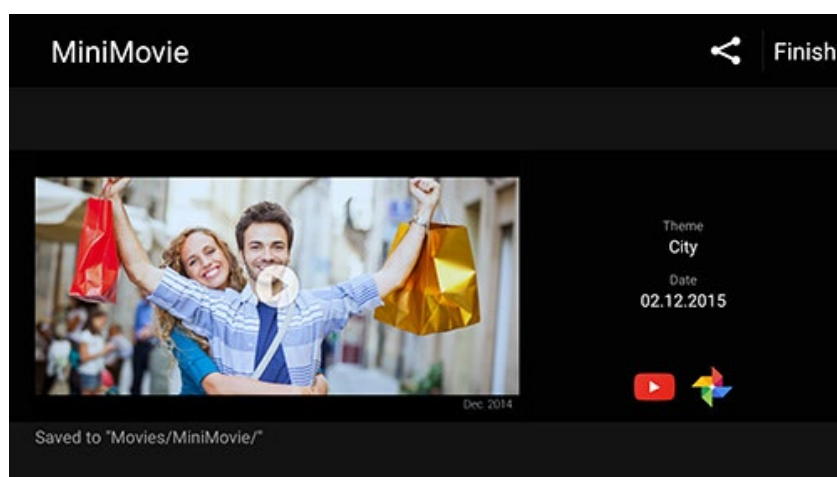 MiniMovie
Finish
Theme
City
Date
02.12.2015
Dec 2014
Saved to "Movies/MiniMovie/"